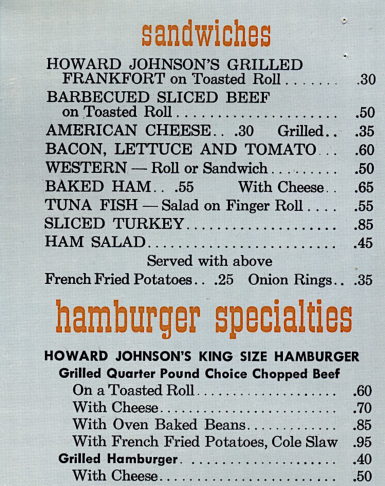 sandwiches
HOWARD JOHNSON'S GRILLED
FRANKFORT on Toasted Roll ....... .30
BARBECUED SLICED BEEF
on Toasted Roll .................... .50
AMERICAN CHEESE.. .30 Grilled.. .35
BACON, LETTUCE AND TOMATO ... .60
WESTERN — Roll or Sandwich ........ .50
BAKED HAM.. .55 With Cheese.. .65
TUNA FISH — Salad on Finger Roll .... .55
SLICED TURKEY.................... .85
HAM SALAD......................... .45
Served with above
French Fried Potatoes.. .25 Onion Rings.. .35
hamburger specialties
HOWARD JOHNSON'S KING SIZE HAMBURGER
Grilled Quarter Pound Choice Chopped Beef
On a Toasted Roll.................. .60
With Cheese........................ .70
With Oven Baked Beans............ .85
With French Fried Potatoes, Cole Slaw .95
Grilled Hamburger.................... .40
With Cheese........................ .50